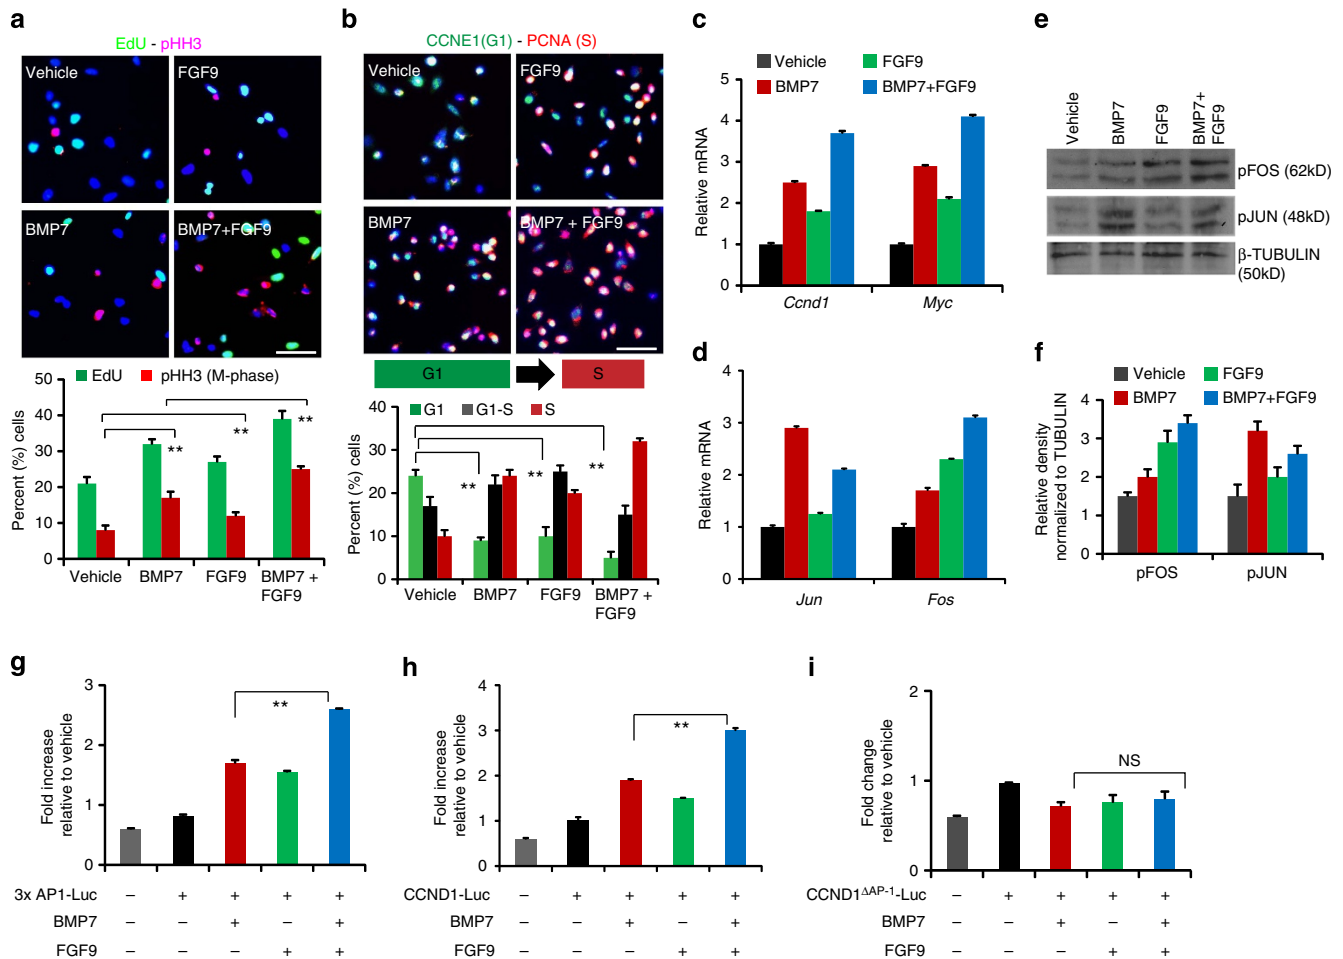 a
EdU - pHH3
Vehicle
FGF9
BMP7
BMP7+FGF9
EdU
pHH3 (M-phase)
Percent (%) cells
50
40
30
20
10
0
**
**
**
Vehicle
BMP7
FGF9
BMP7 +
FGF9
b
CCNE1(G1) - PCNA (S)
Vehicle
FGF9
BMP7
BMP7 + FGF9
G1
S
G1
G1-S
S
Percent (%) cells
40
30
20
10
0
**
**
**
Vehicle
BMP7
FGF9
BMP7 +
FGF9
c
Vehicle
FGF9
BMP7
BMP7+FGF9
Relative mRNA
5
4
3
2
1
0
Ccnd1
Myc
d
Relative mRNA
4
3
2
1
0
Jun
Fos
e
Vehicle
BMP7
FGF9
BMP7+
FGF9
pFOS (62kD)
pJUN (48kD)
β-TUBULIN
(50kD)
f
Vehicle
FGF9
BMP7
BMP7+FGF9
Relative density
normalized to TUBULIN
4
3
2
1
0
pFOS
pJUN
g
Fold increase
relative to vehicle
3
2
1
0
**
3x AP1-Luc – + + + +
BMP7 – – + – +
FGF9 – – – + +
h
Fold increase
relative to vehicle
4
3
2
1
0
**
CCND1-Luc – + + + +
BMP7 – – + – +
FGF9 – – – + +
i
Fold change
relative to vehicle
2
1
0
NS
CCND1ΔAP-1-Luc – + + + +
BMP7 – – + – +
FGF9 – – – + +